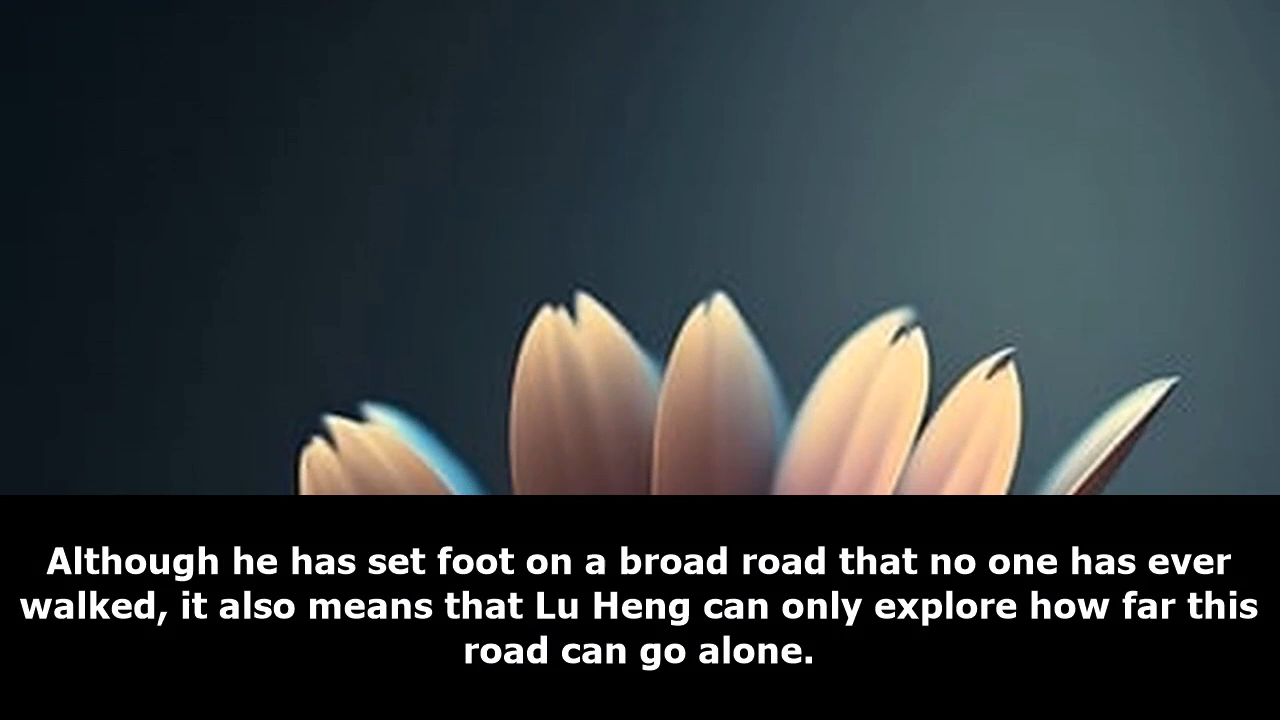 Although he has set foot on a broad road that no one has ever
walked, it also means that Lu Heng can only explore how far this
road can go alone.